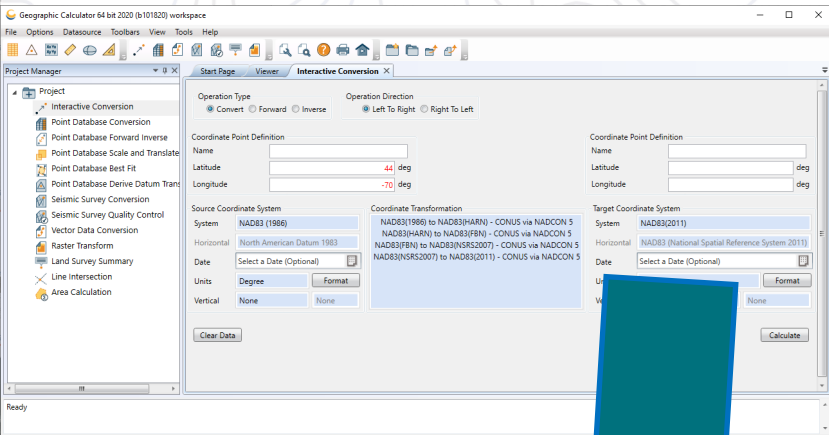 Geographic Calculator 64 bit 2020 (b101820) workspace
File Options Datasource Toolbars View Tools Help
Project Manager
Start Page Viewer Interactive Conversion
Project
Interactive Conversion
Point Database Conversion
Point Database Forward Inverse
Point Database Scale and Translate
Point Database Best Fit
Point Database Derive Datum Trans
Seismic Survey Conversion
Seismic Survey Quality Control
Vector Data Conversion
Raster Transform
Land Survey Summary
Line Intersection
Area Calculation
Operation Type
Convert Forward Inverse
Operation Direction
Left To Right Right To Left
Coordinate Point Definition
Name
Latitude 44 deg
Longitude -70 deg
Coordinate Point Definition
Name
Latitude deg
Longitude deg
Source Coordinate System
System NAD83 (1986)
Horizontal North American Datum 1983
Date Select a Date (Optional)
Units Degree Format
Vertical None None
Coordinate Transformation
NAD83(1986) to NAD83(HARN) - CONUS via NADCON 5
NAD83(HARN) to NAD83(FBN) - CONUS via NADCON 5
NAD83(FBN) to NAD83(NSRS2007) - CONUS via NADCON 5
NAD83(NSRS2007) to NAD83(2011) - CONUS via NADCON 5
Target Coordinate System
System NAD83(2011)
Horizontal NAD83 (National Spatial Reference System 2011)
Date Select a Date (Optional)
Format
None
Clear Data
Calculate
Ready